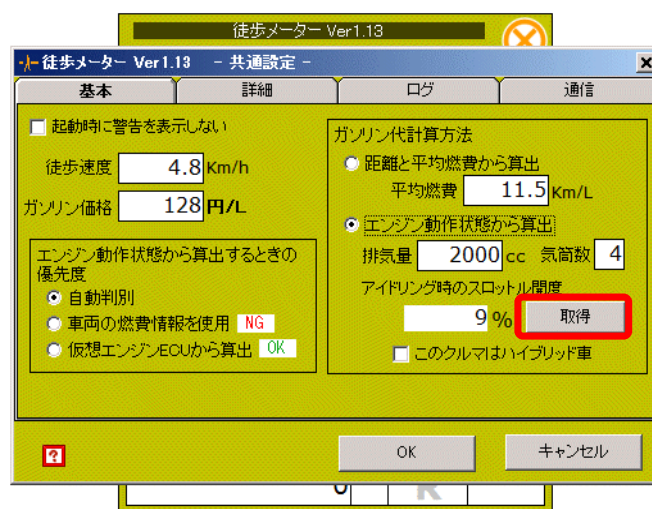 徒歩メーター Ver1.13
徒歩メーター Ver1.13 － 共通設定 －
基本
詳細
ログ
通信
起動時に警告を表示しない
徒歩速度 4.8 Km/h
ガソリン価格 128 円/L
エンジン動作状態から算出するときの
優先度
自動判別
車両の燃費情報を使用 NG
仮想エンジンECUから算出 OK
ガソリン代計算方法
距離と平均燃費から算出
平均燃費 11.5 Km/L
エンジン動作状態から算出
排気量 2000 cc 気筒数 4
アイドリング時のスロットル開度
9 % 取得
このクルマはハイブリッド車
?
OK
キャンセル